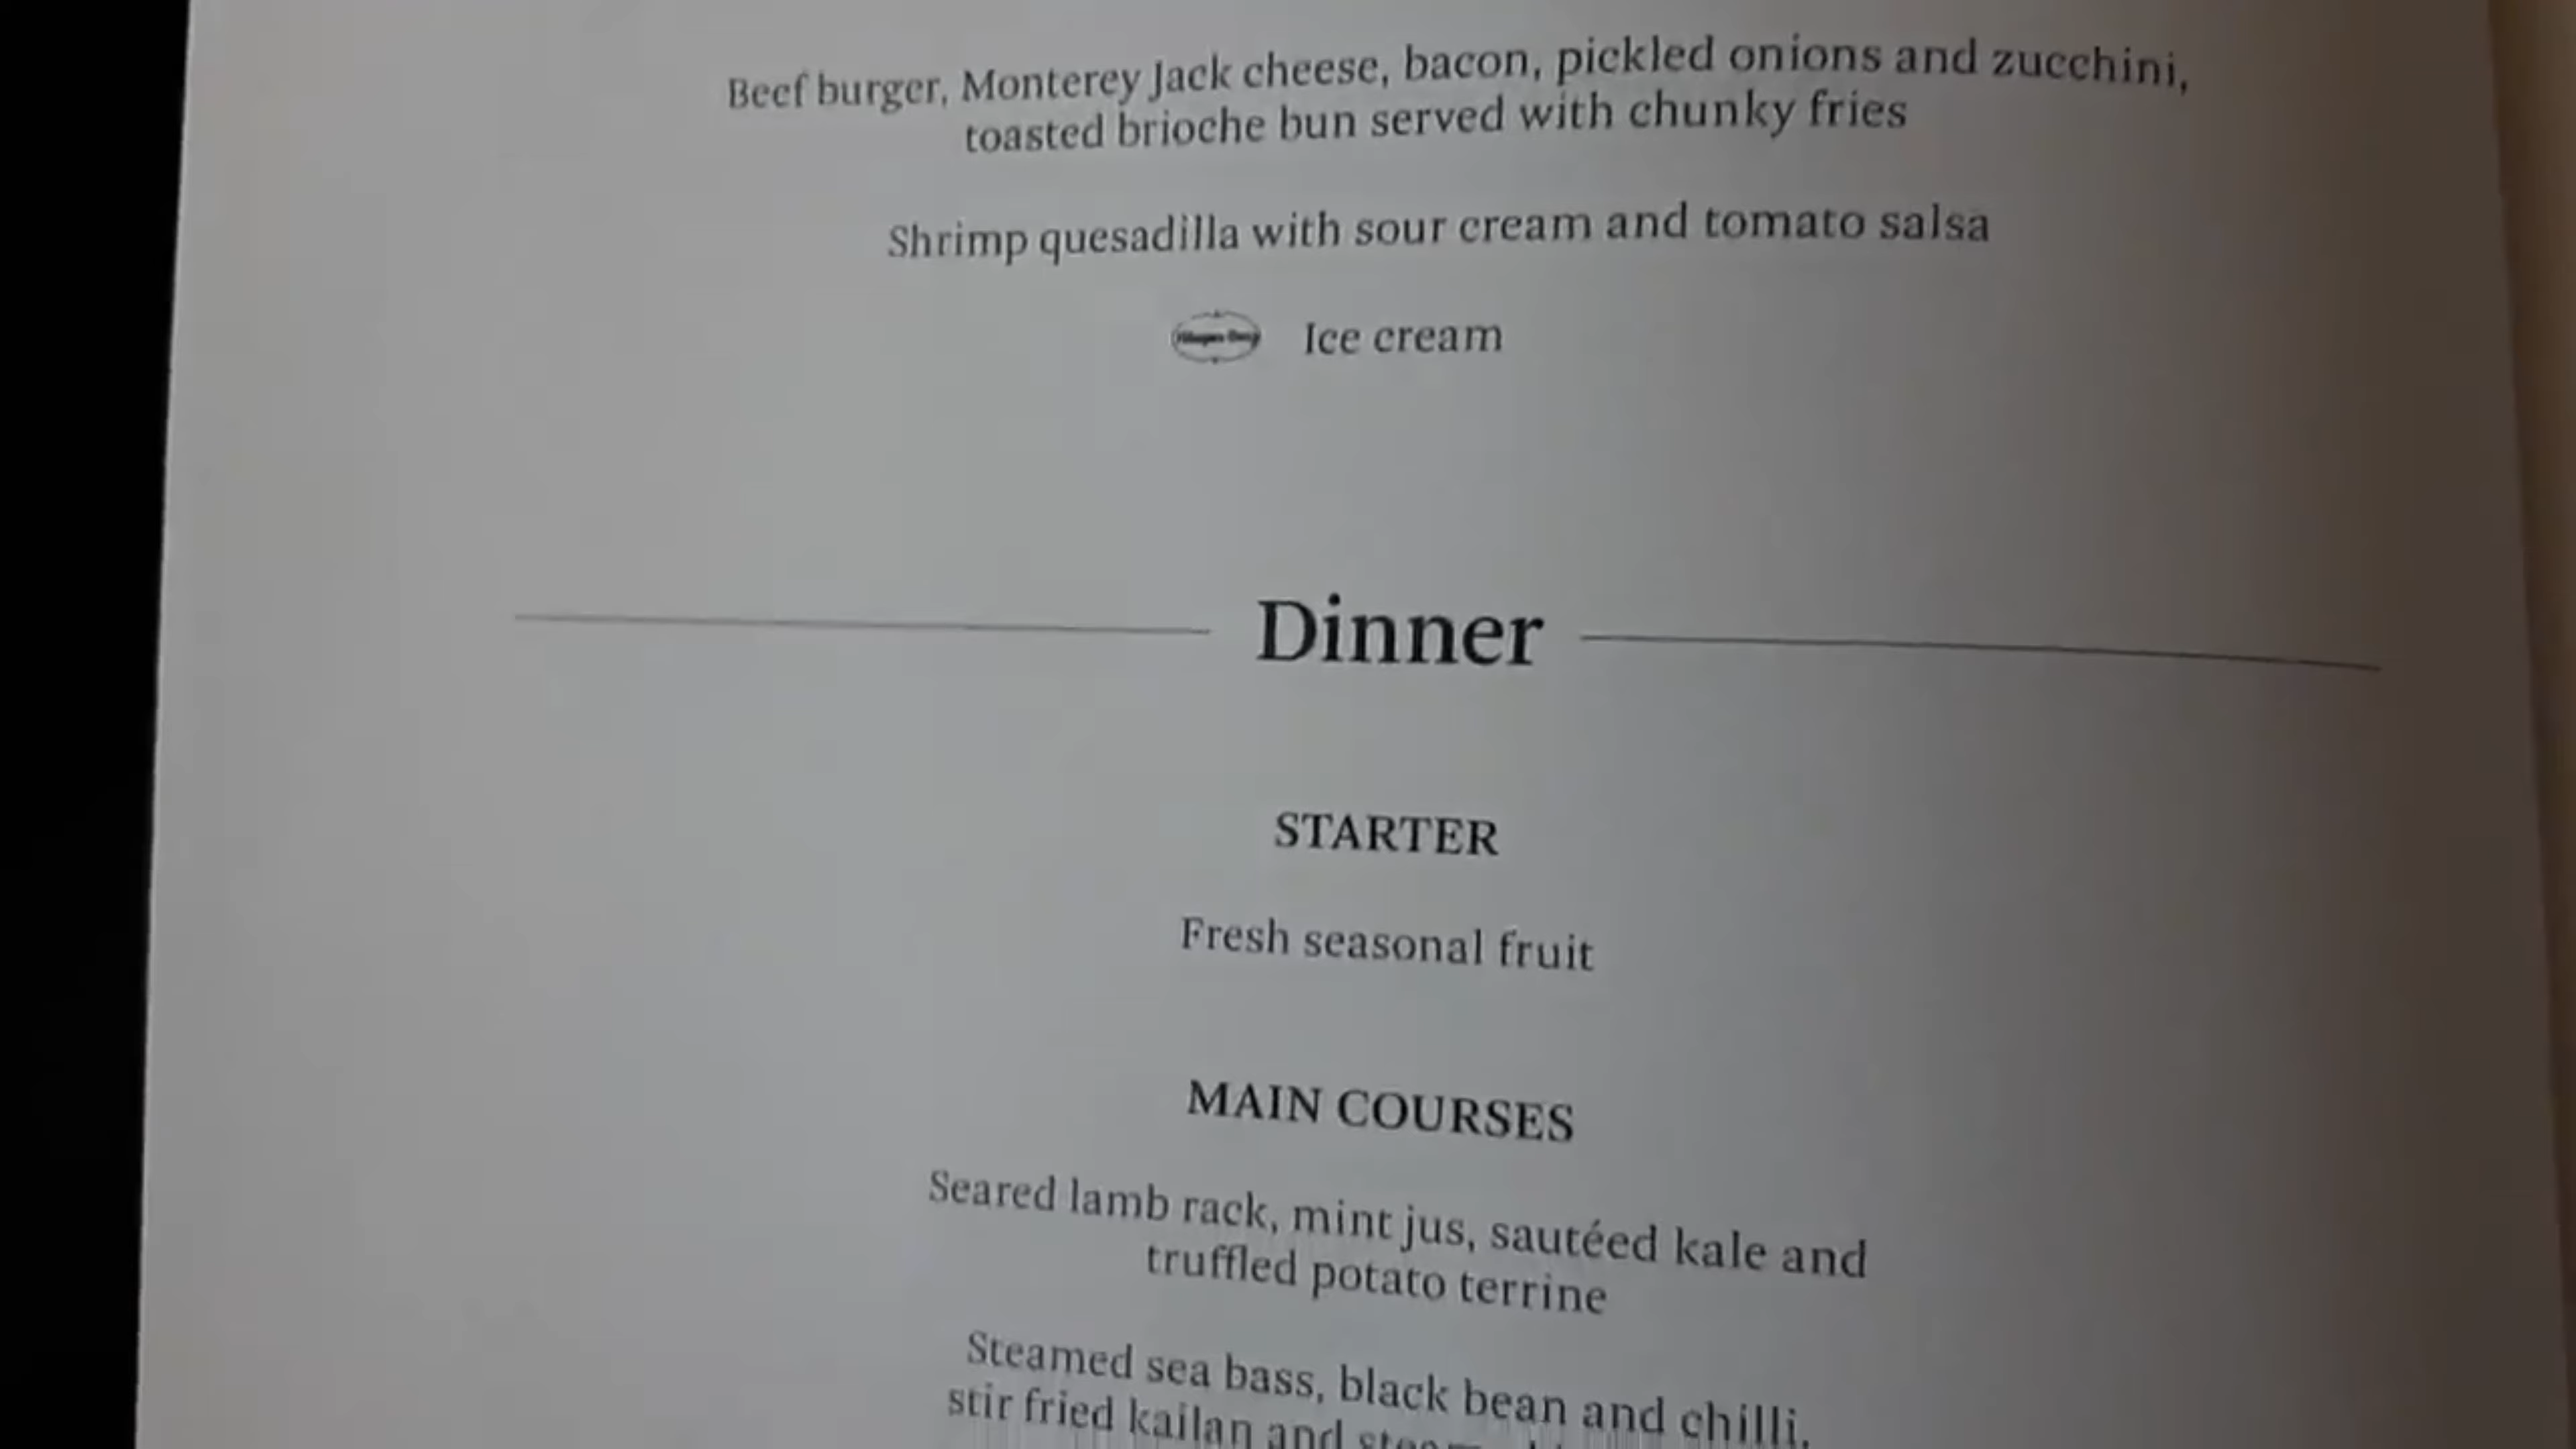 Beef burger, Monterey Jack cheese, bacon, pickled onions and zucchini,
toasted brioche bun served with chunky fries
Shrimp quesadilla with sour cream and tomato salsa
Häagen-Dazs Ice cream
Dinner
STARTER
Fresh seasonal fruit
MAIN COURSES
Seared lamb rack, mint jus, sautéed kale and
truffled potato terrine
Steamed sea bass, black bean and chilli,
stir fried kailan and